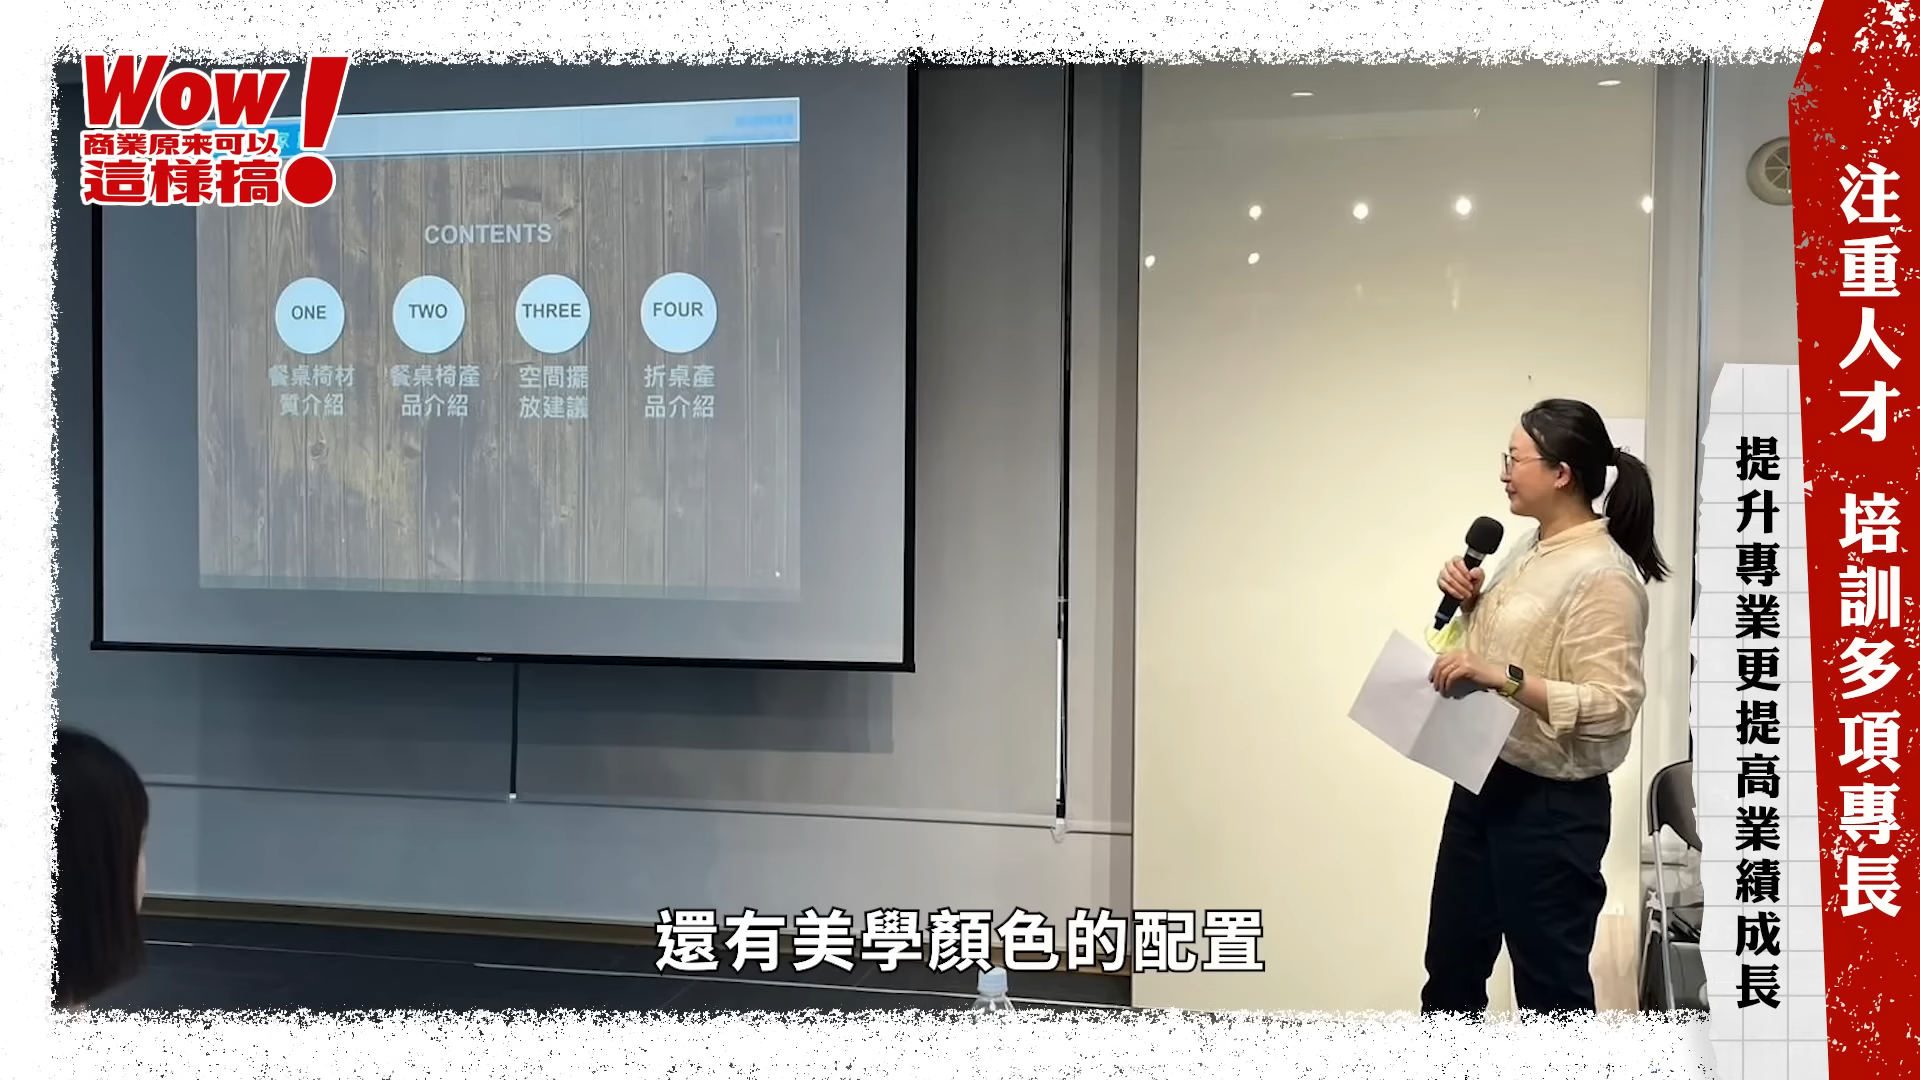 Wow!
商業原來可以
這樣搞
家
CONTENTS
ONE
TWO
THREE
FOUR
餐桌椅材
質介紹
餐桌椅產
品介紹
空間擺
放建議
折桌產
品介紹
注重人才 培訓多項專長
提升專業更提高業績成長
還有美學顏色的配置